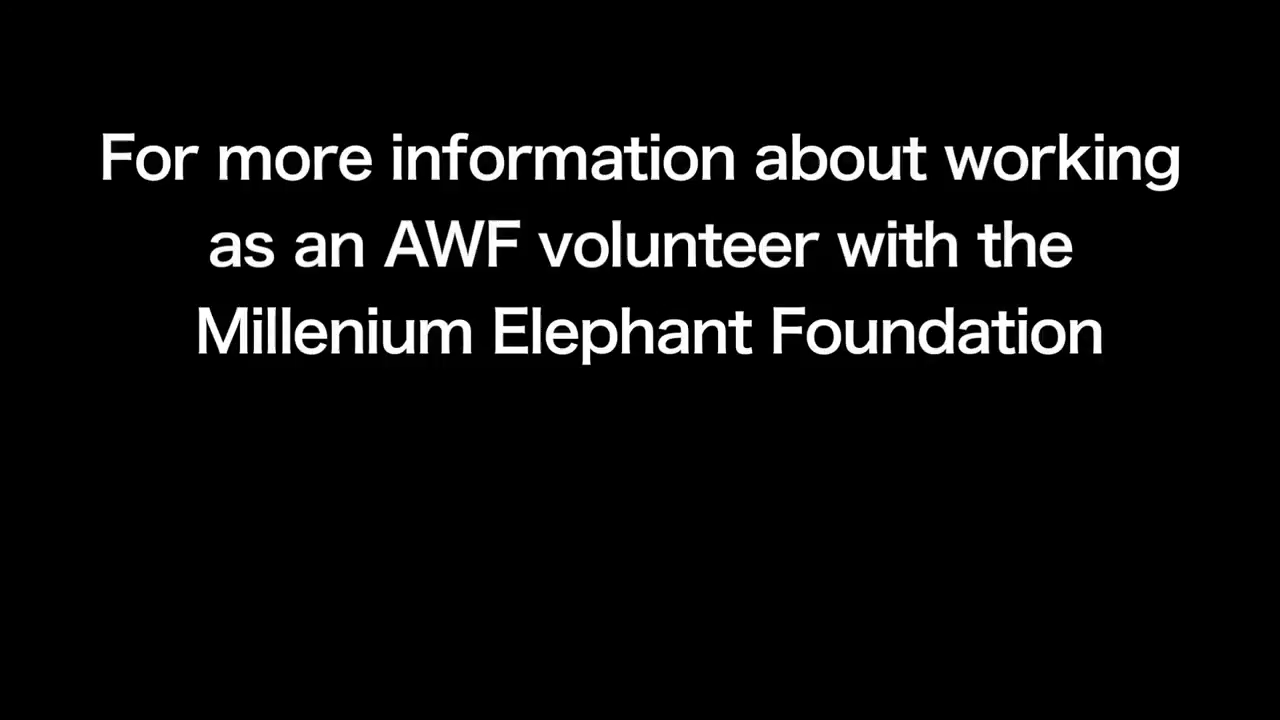 For more information about working
as an AWF volunteer with the
Millenium Elephant Foundation